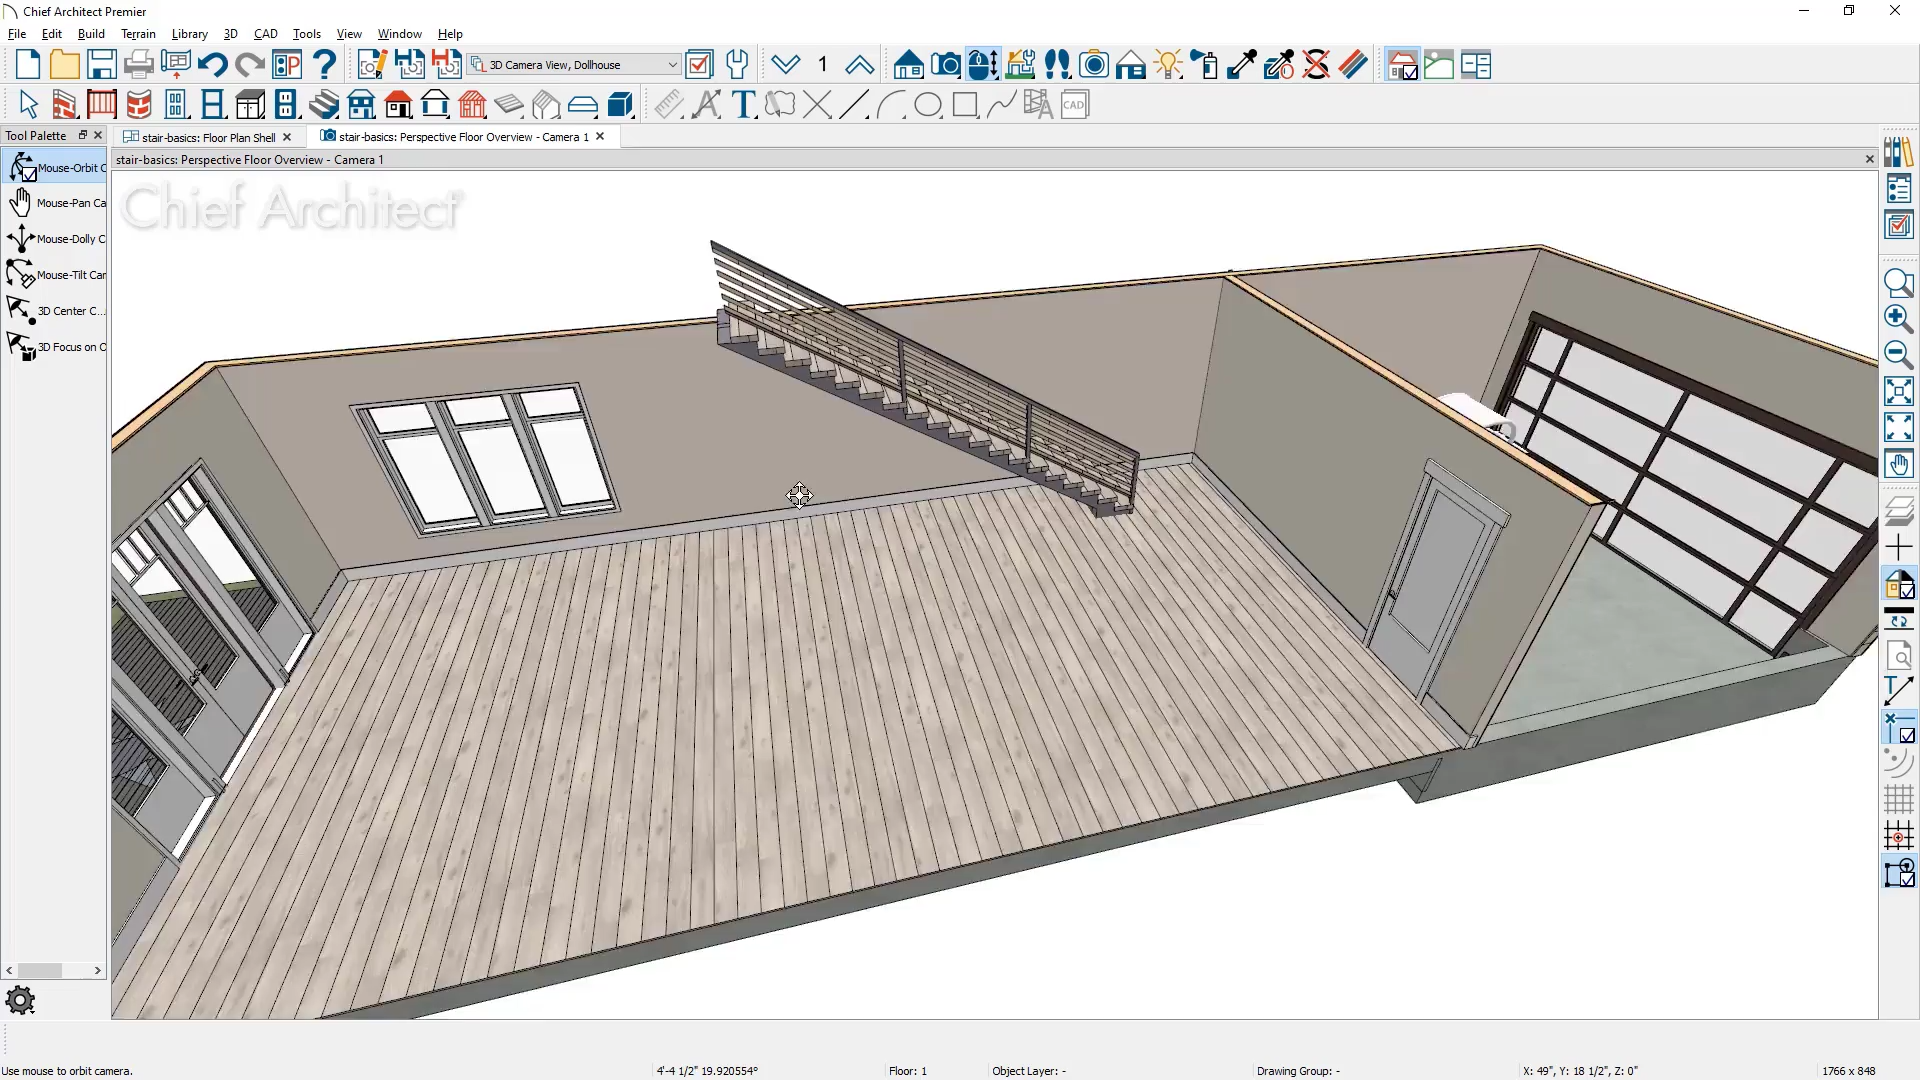 Chief Architect Premier
File Edit Build Terrain Library 3D CAD Tools View Window Help
3D Camera View, Dollhouse
1
CAD
Tool Palette
stair-basics: Floor Plan Shell
stair-basics: Perspective Floor Overview - Camera 1
stair-basics: Perspective Floor Overview - Camera 1
Chief Architect
Mouse-Orbit C
Mouse-Pan Ca
Mouse-Dolly C
Mouse-Tilt Car
3D Center C...
3D Focus on O
Use mouse to orbit camera.
4'-4 1/2" 19.920554°
Floor: 1
Object Layer: -
Drawing Group: -
X: 49", Y: 18 1/2", Z: 0"
1766 x 848